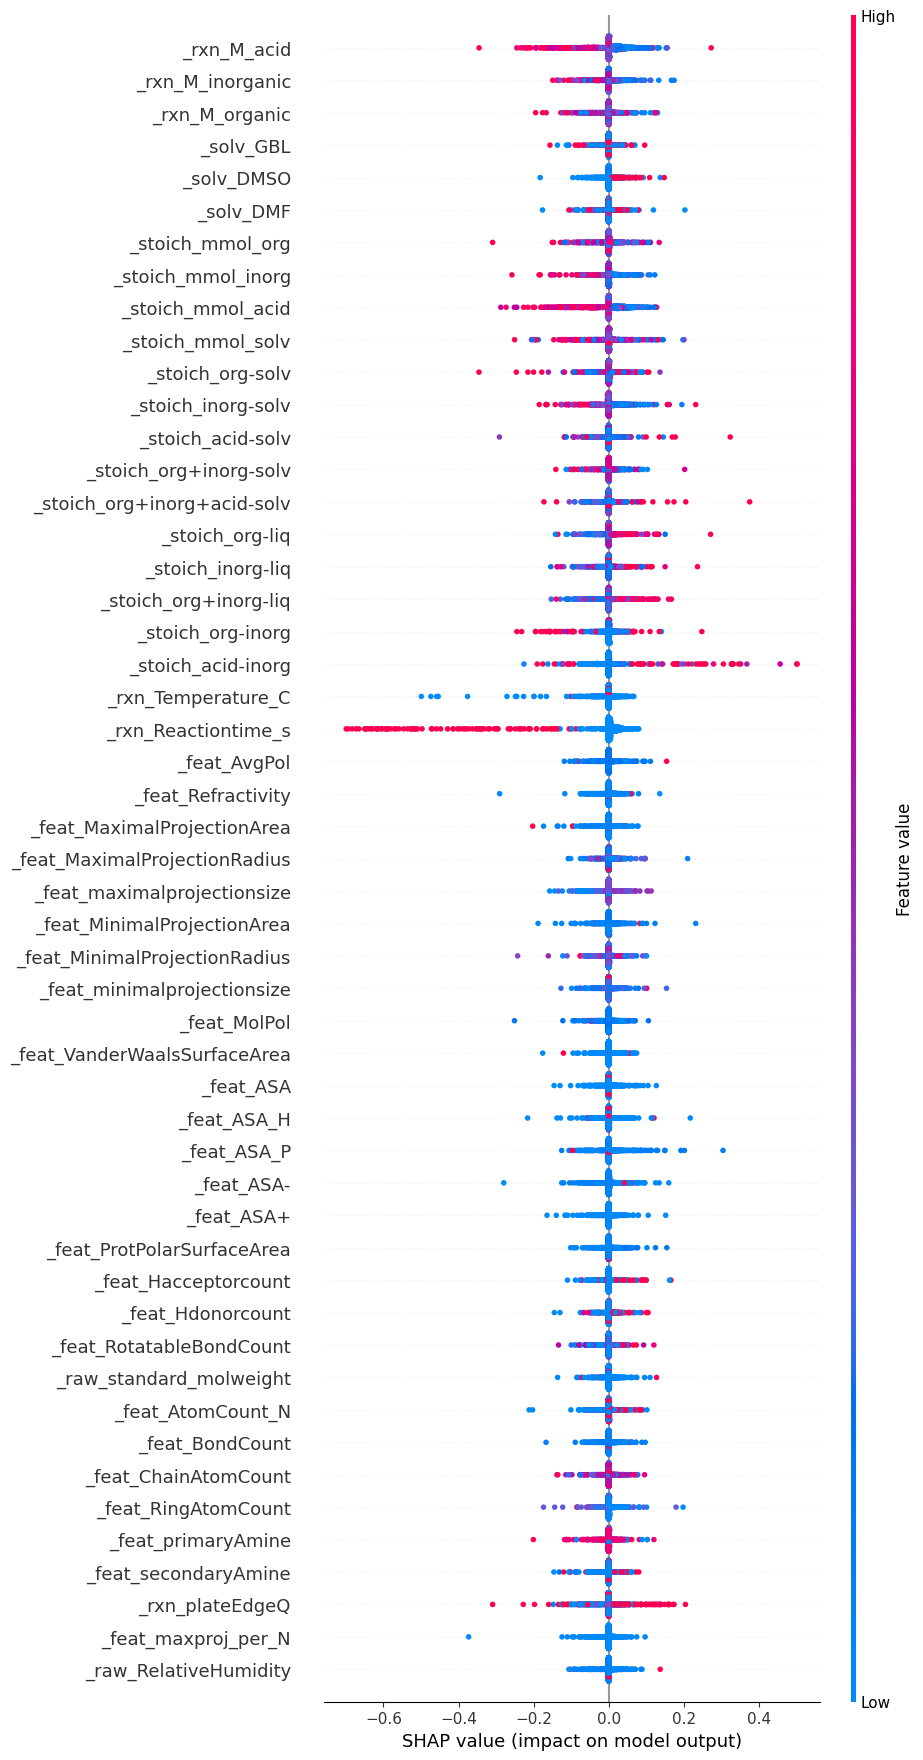 High
_rxn_M_acid
_rxn_M_inorganic
_rxn_M_organic
_solv_GBL
_solv_DMSO
_solv_DMF
_stoich_mmol_org
_stoich_mmol_inorg
_stoich_mmol_acid
_stoich_mmol_solv
_stoich_org-solv
_stoich_inorg-solv
_stoich_acid-solv
_stoich_org+inorg-solv
_stoich_org+inorg+acid-solv
_stoich_org-liq
_stoich_inorg-liq
_stoich_org+inorg-liq
_stoich_org-inorg
_stoich_acid-inorg
_rxn_Temperature_C
_rxn_Reactiontime_s
_feat_AvgPol
_feat_Refractivity
_feat_MaximalProjectionArea
_feat_MaximalProjectionRadius
_feat_maximalprojectionsize
_feat_MinimalProjectionArea
_feat_MinimalProjectionRadius
_feat_minimalprojectionsize
_feat_MolPol
_feat_VanderWaalsSurfaceArea
_feat_ASA
_feat_ASA_H
_feat_ASA_P
_feat_ASA-
_feat_ASA+
_feat_ProtPolarSurfaceArea
_feat_Hacceptorcount
_feat_Hdonorcount
_feat_RotatableBondCount
_raw_standard_molweight
_feat_AtomCount_N
_feat_BondCount
_feat_ChainAtomCount
_feat_RingAtomCount
_feat_primaryAmine
_feat_secondaryAmine
_rxn_plateEdgeQ
_feat_maxproj_per_N
_raw_RelativeHumidity
Feature value
Low
−0.6 −0.4 −0.2 0.0 0.2 0.4
SHAP value (impact on model output)